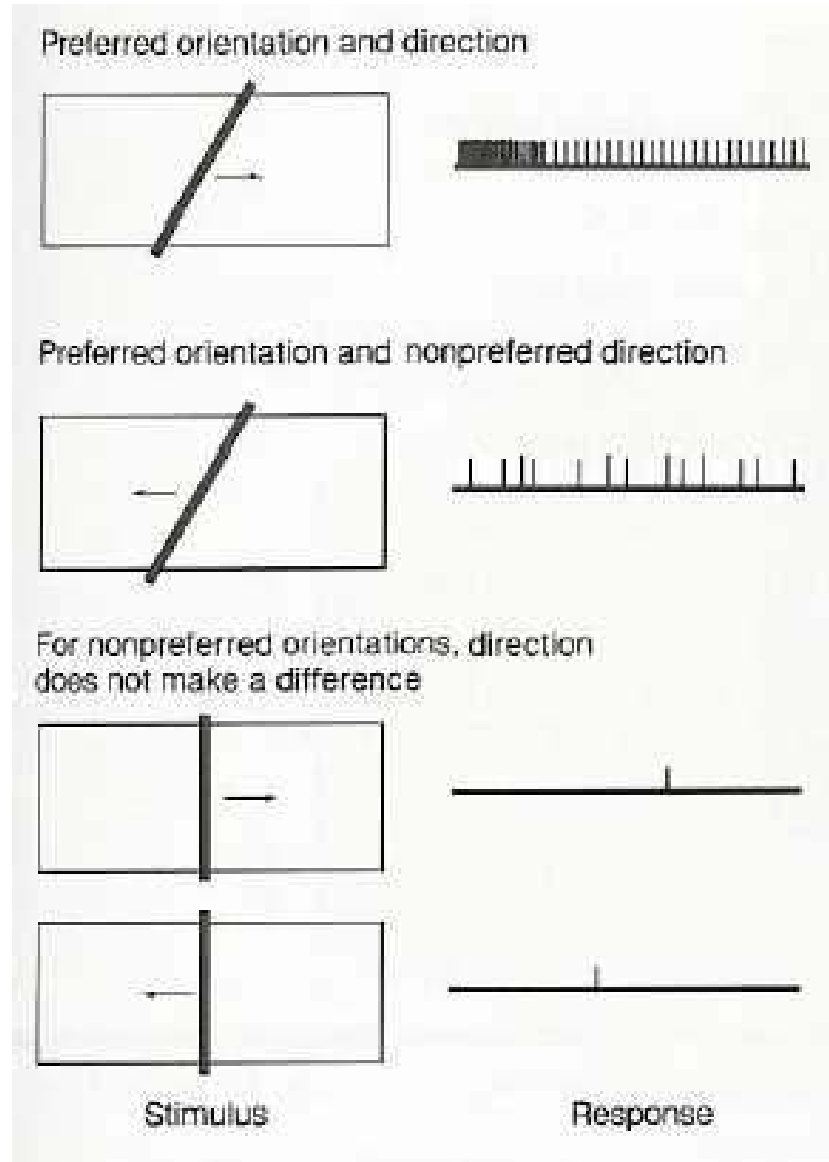 Preferred orientation and direction
Preferred orientation and nonpreferred direction
For nonpreferred orientations, direction
does not make a difference
Stimulus
Response